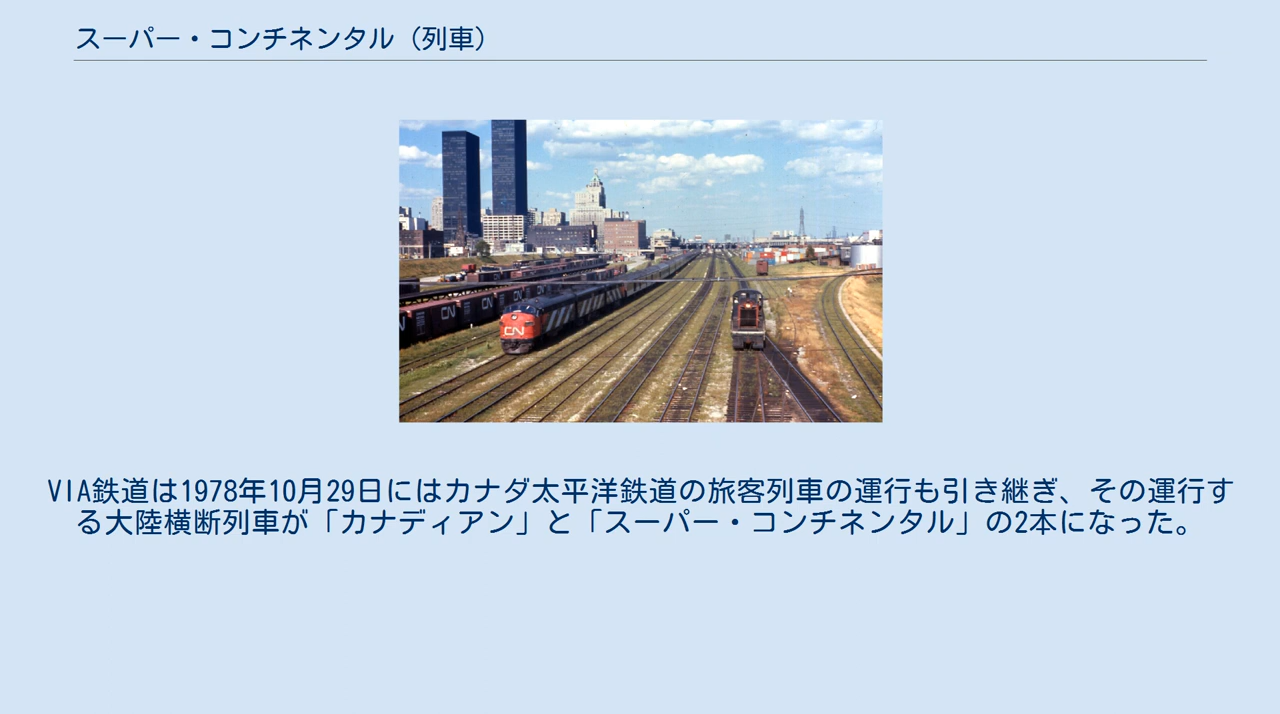 スーパー・コンチネンタル（列車）
CN
CN
CN
CN
VIA鉄道は1978年10月29日にはカナダ太平洋鉄道の旅客列車の運行も引き継ぎ、その運行す
る大陸横断列車が「カナディアン」と「スーパー・コンチネンタル」の2本になった。